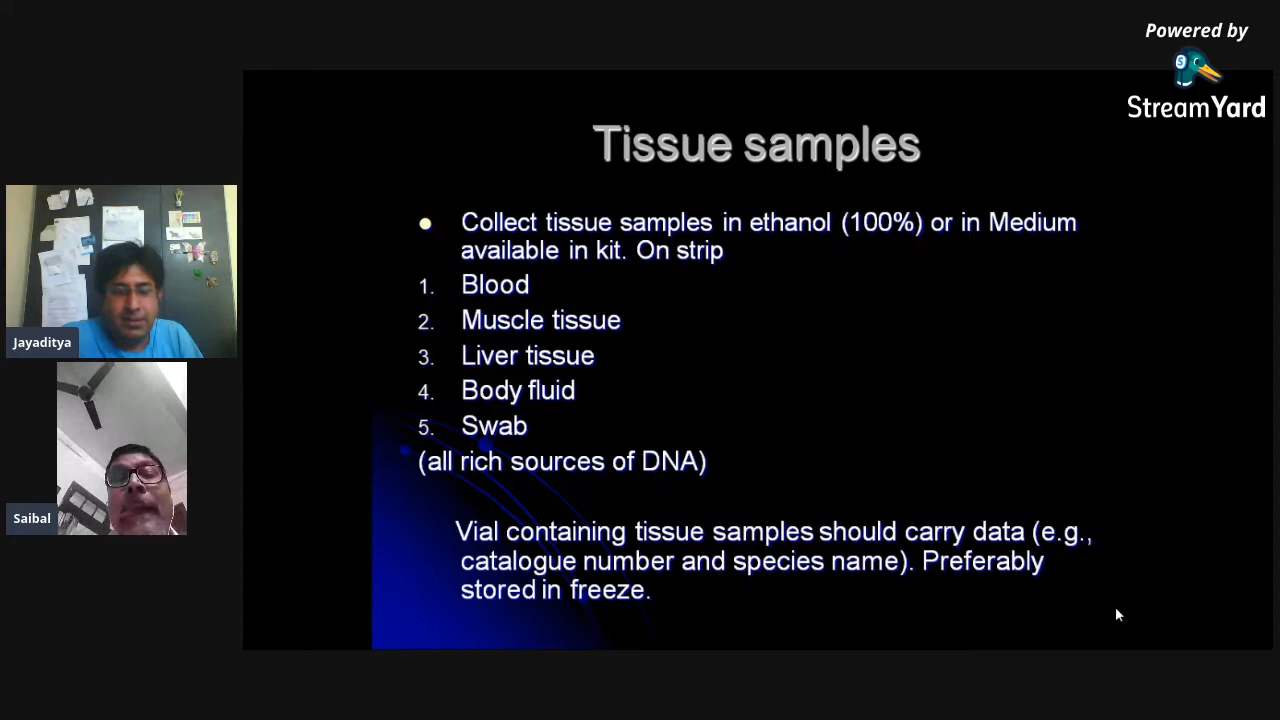 Powered by
StreamYard
Tissue samples
● Collect tissue samples in ethanol (100%) or in Medium
available in kit. On strip
1. Blood
2. Muscle tissue
3. Liver tissue
4. Body fluid
5. Swab
(all rich sources of DNA)
Vial containing tissue samples should carry data (e.g.,
catalogue number and species name). Preferably
stored in freeze.
Jayaditya
Saibal